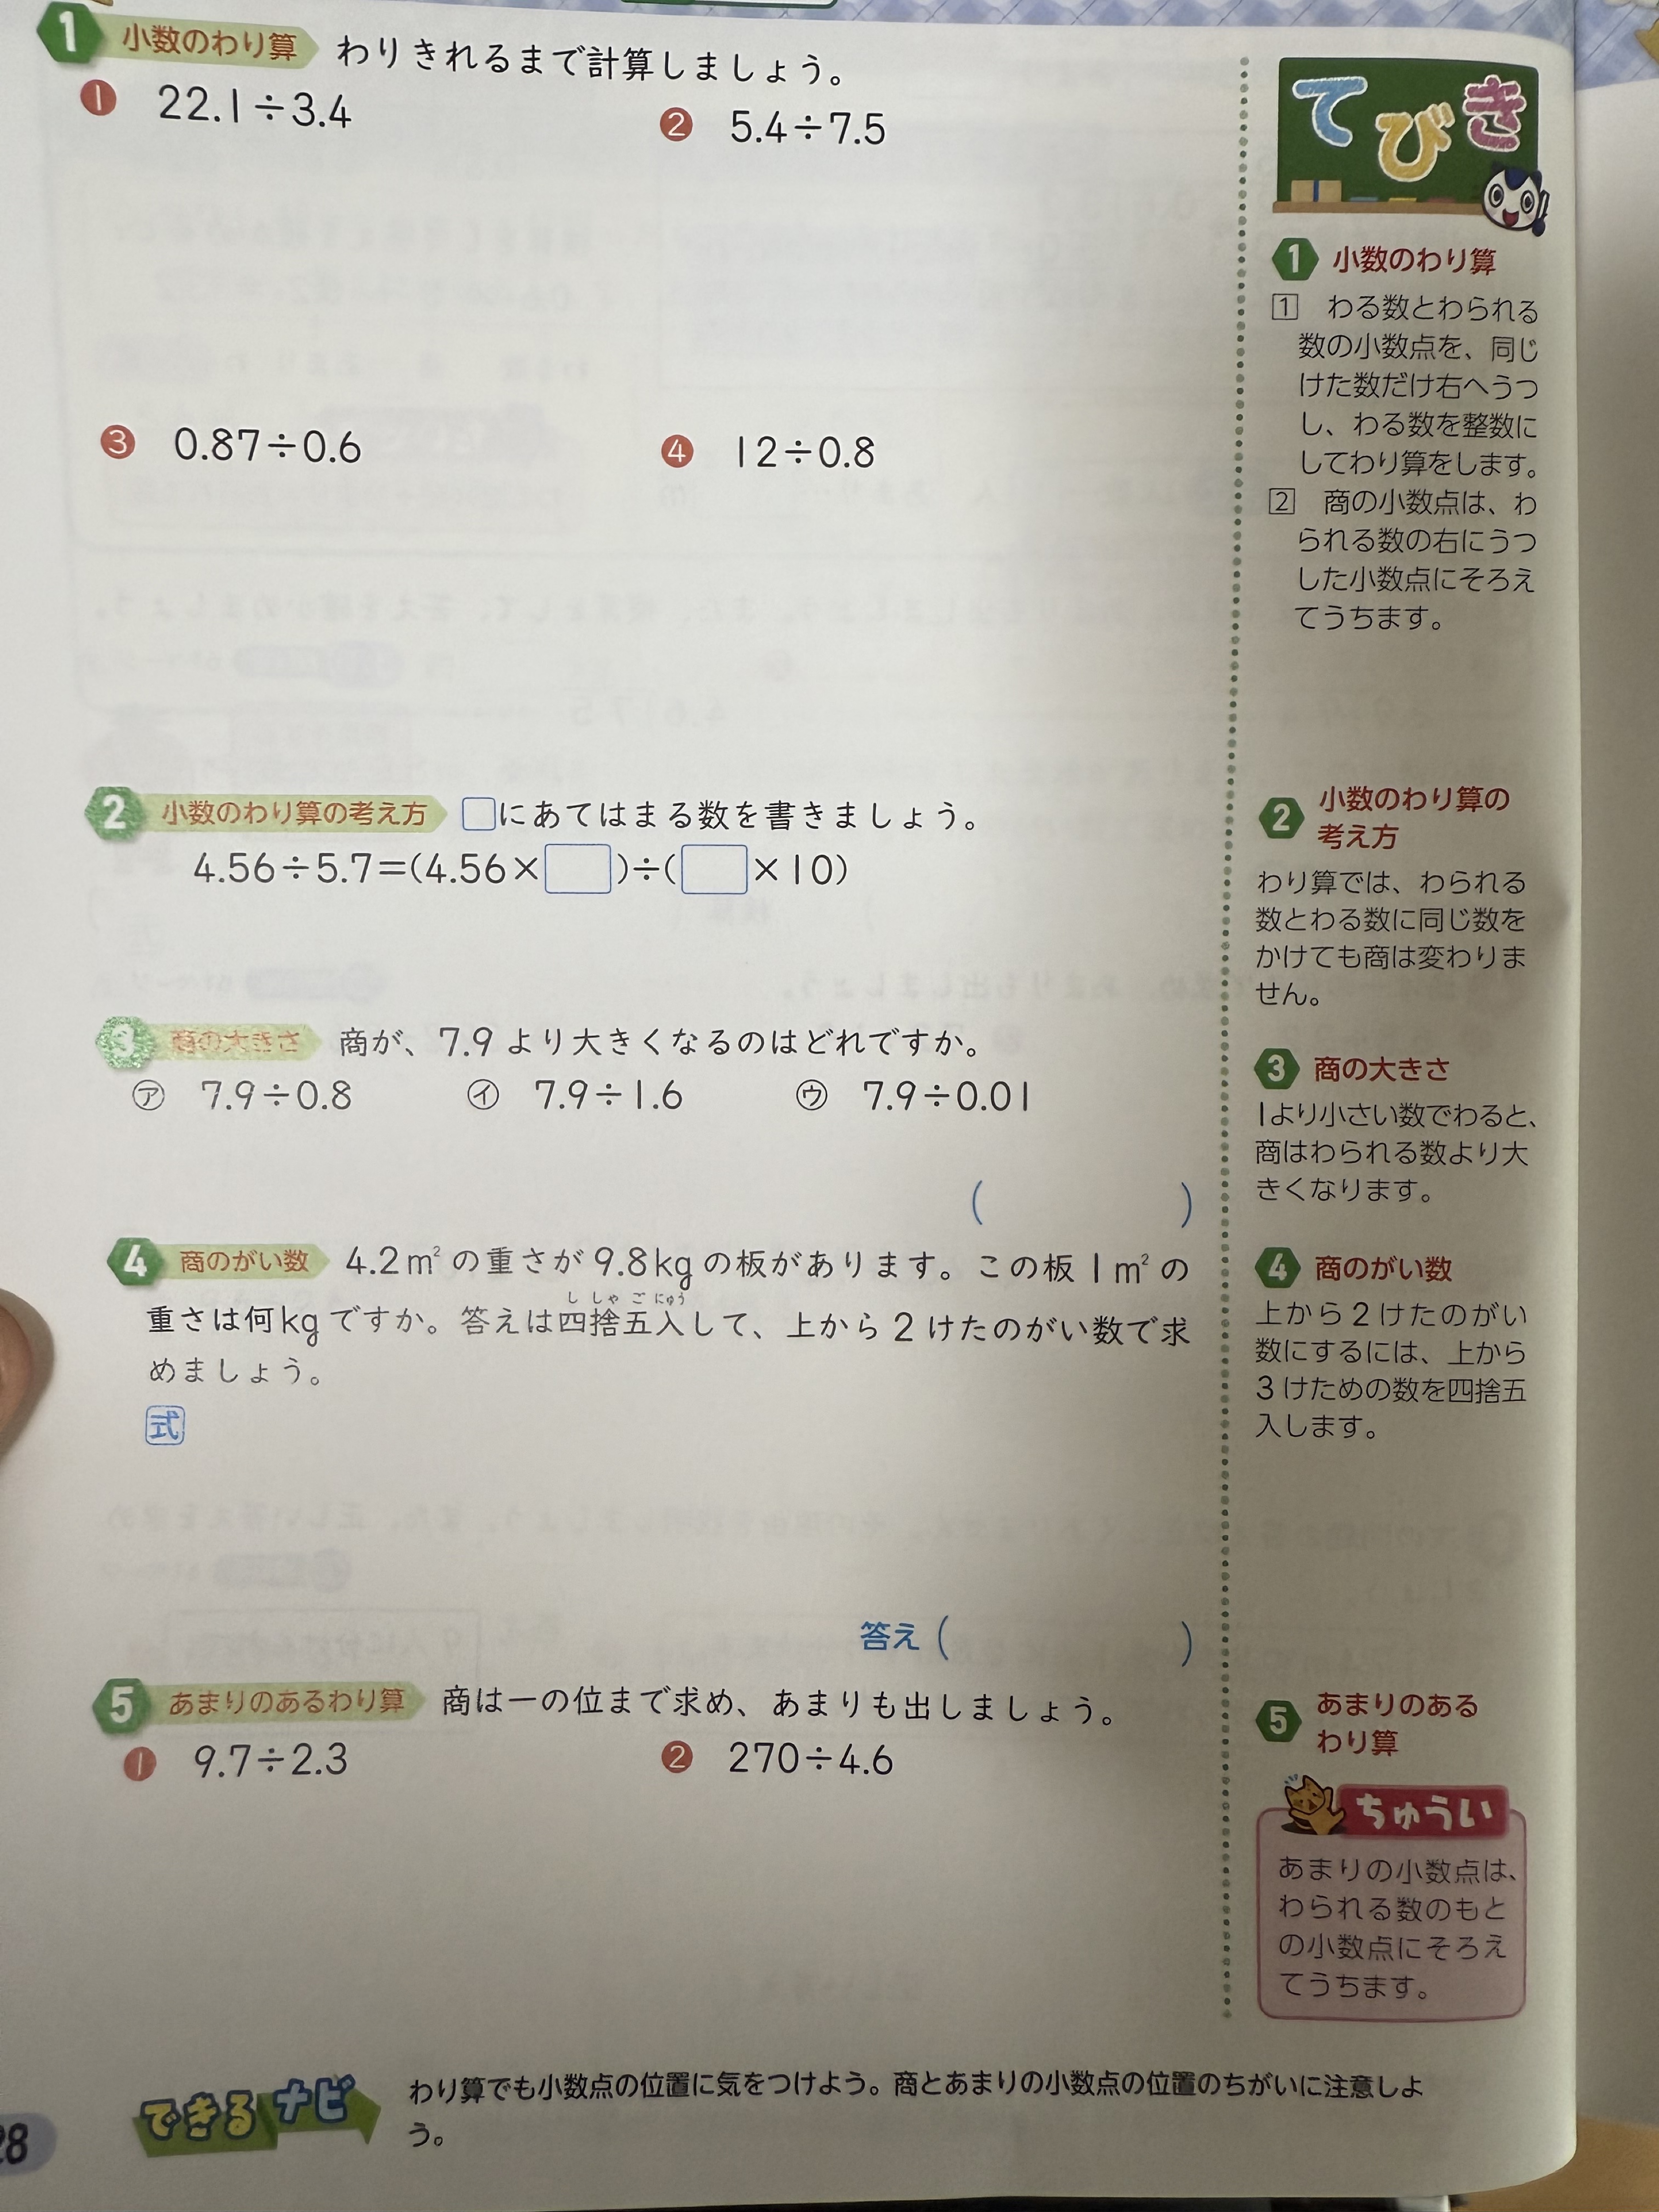 1 小数のわり算 わりきれるまで計算しましょう。
1 22.1÷3.4
2 5.4÷7.5
3 0.87÷0.6
4 12÷0.8
2 小数のわり算の考え方 □にあてはまる数を書きましょう。
4.56÷5.7=(4.56×□)÷(□×10)
3 商の大きさ 商が、7.9より大きくなるのはどれですか。
㋐ 7.9÷0.8 ㋑ 7.9÷1.6 ㋒ 7.9÷0.01
( )
4 商のがい数 4.2m²の重さが9.8kgの板があります。この板1m²の
重さは何kgですか。答えは四捨五入して、上から2けたのがい数で求
ししゃごにゅう
めましょう。
式
答え( )
5 あまりのあるわり算 商は一の位まで求め、あまりも出しましょう。
1 9.7÷2.3
2 270÷4.6
てびき
1 小数のわり算
1 わる数とわられる
数の小数点を、同じ
けた数だけ右へうつ
し、わる数を整数に
してわり算をします。
2 商の小数点は、わ
られる数の右にうつ
した小数点にそろえ
てうちます。
2 小数のわり算の
考え方
わり算では、わられる
数とわる数に同じ数を
かけても商は変わりま
せん。
3 商の大きさ
1より小さい数でわると、
商はわられる数より大
きくなります。
4 商のがい数
上から2けたのがい
数にするには、上から
3けための数を四捨五
入します。
5 あまりのある
わり算
ちゅうい
あまりの小数点は、
わられる数のもと
の小数点にそろえ
てうちます。
できるナビ
わり算でも小数点の位置に気をつけよう。商とあまりの小数点の位置のちがいに注意しよ
う。
28